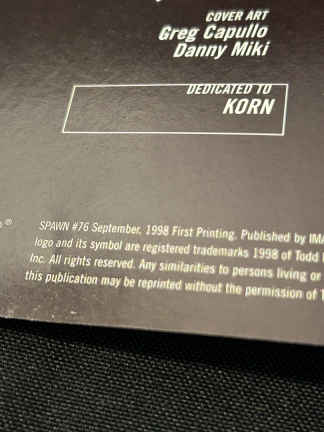 COVER ART
Greg Capullo
Danny Miki
DEDICATED TO
KORN
®
SPAWN #76 September, 1998 First Printing. Published by
logo and its symbol are registered trademarks 1998 of Todd
Inc. All rights reserved. Any similarities to persons living or
this publication may be reprinted without the permission of